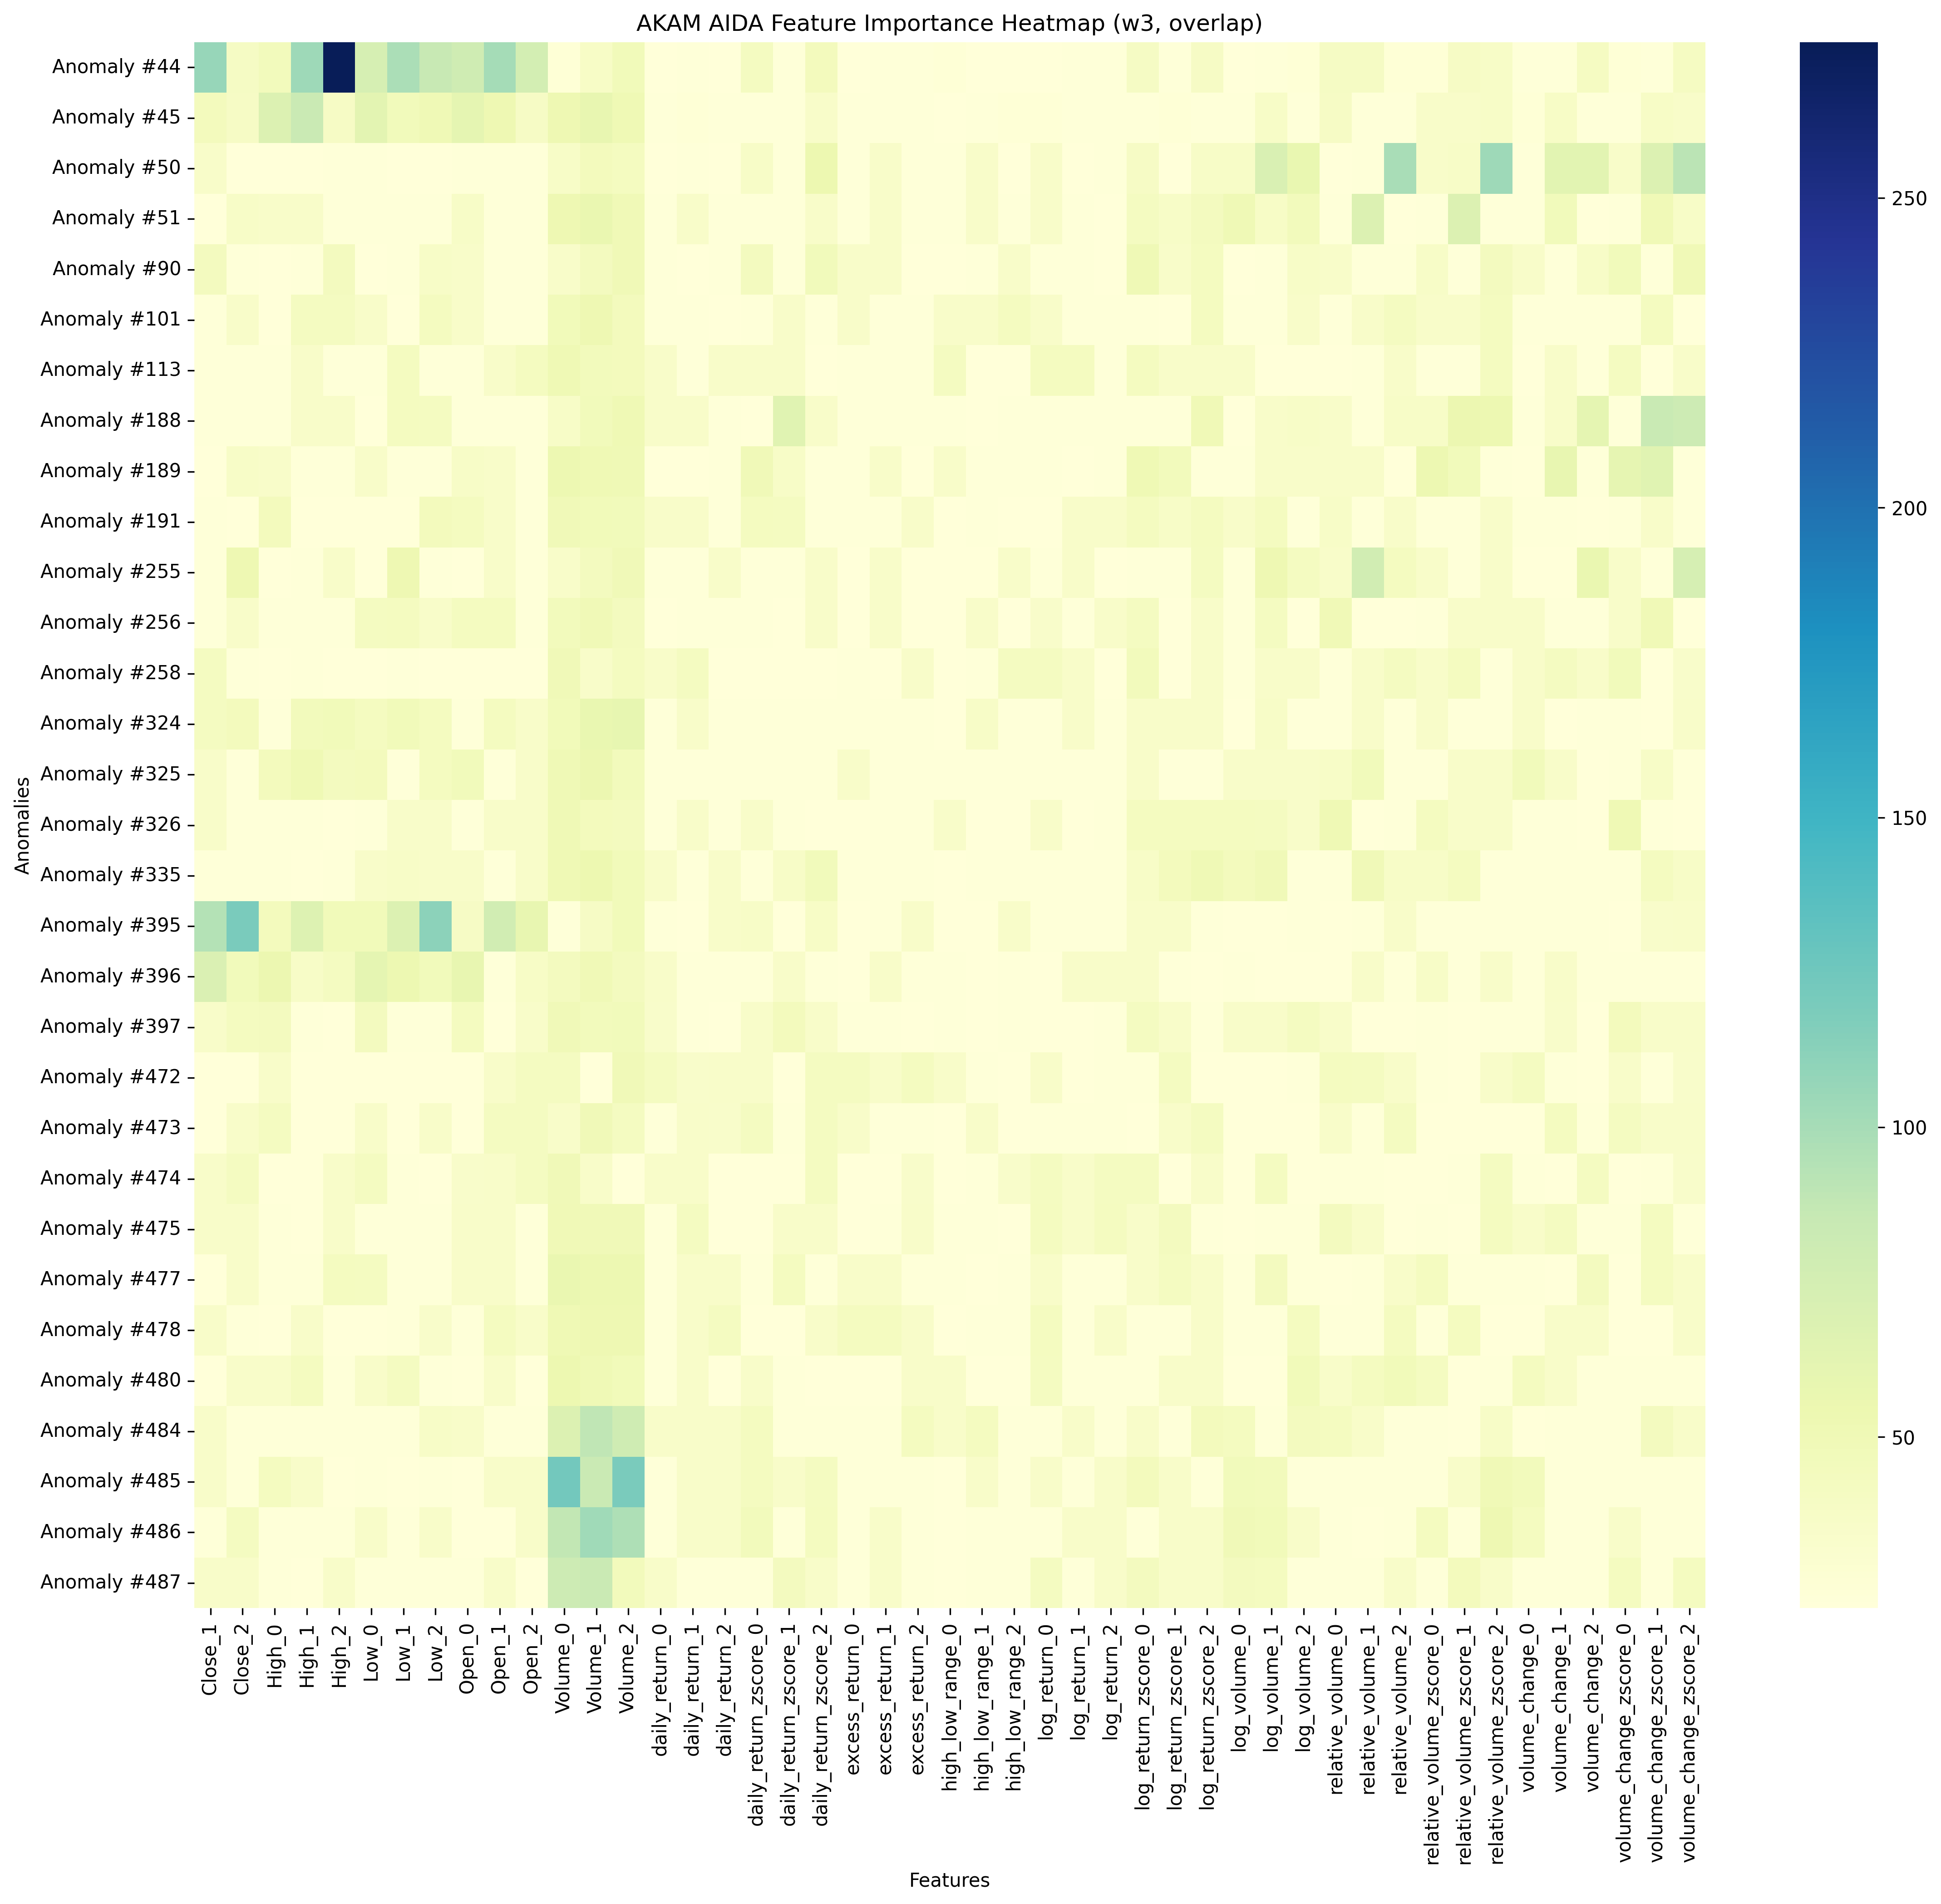 AKAM AIDA Feature Importance Heatmap (w3, overlap)
Anomalies
Anomaly #44
Anomaly #45
Anomaly #50
Anomaly #51
Anomaly #90
Anomaly #101
Anomaly #113
Anomaly #188
Anomaly #189
Anomaly #191
Anomaly #255
Anomaly #256
Anomaly #258
Anomaly #324
Anomaly #325
Anomaly #326
Anomaly #335
Anomaly #395
Anomaly #396
Anomaly #397
Anomaly #472
Anomaly #473
Anomaly #474
Anomaly #475
Anomaly #477
Anomaly #478
Anomaly #480
Anomaly #484
Anomaly #485
Anomaly #486
Anomaly #487
Close_1
Close_2
High_0
High_1
High_2
Low_0
Low_1
Low_2
Open_0
Open_1
Open_2
Volume_0
Volume_1
Volume_2
daily_return_0
daily_return_1
daily_return_2
daily_return_zscore_0
daily_return_zscore_1
daily_return_zscore_2
excess_return_0
excess_return_1
excess_return_2
high_low_range_0
high_low_range_1
high_low_range_2
log_return_0
log_return_1
log_return_2
log_return_zscore_0
log_return_zscore_1
log_return_zscore_2
log_volume_0
log_volume_1
log_volume_2
relative_volume_0
relative_volume_1
relative_volume_2
relative_volume_zscore_0
relative_volume_zscore_1
relative_volume_zscore_2
volume_change_0
volume_change_1
volume_change_2
volume_change_zscore_0
volume_change_zscore_1
volume_change_zscore_2
Features
250
200
150
100
50